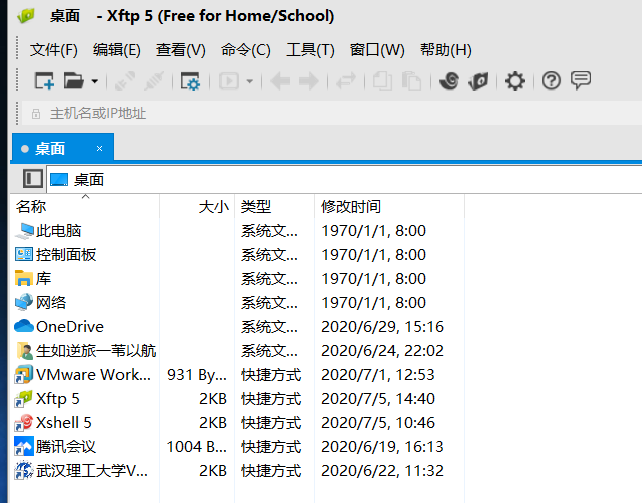 桌面 - Xftp 5 (Free for Home/School)
文件(F) 编辑(E) 查看(V) 命令(C) 工具(T) 窗口(W) 帮助(H)
主机名或IP地址
桌面 ×
桌面
名称 大小 类型 修改时间
此电脑 系统文... 1970/1/1, 8:00
控制面板 系统文... 1970/1/1, 8:00
库 系统文... 1970/1/1, 8:00
网络 系统文... 1970/1/1, 8:00
OneDrive 系统文... 2020/6/29, 15:16
生如逆旅一苇以航 系统文... 2020/6/24, 22:02
VMware Work... 931 By... 快捷方式 2020/7/1, 12:53
Xftp 5 2KB 快捷方式 2020/7/5, 14:40
Xshell 5 2KB 快捷方式 2020/7/5, 10:46
腾讯会议 1004 B... 快捷方式 2020/6/19, 16:13
武汉理工大学V... 2KB 快捷方式 2020/6/22, 11:32